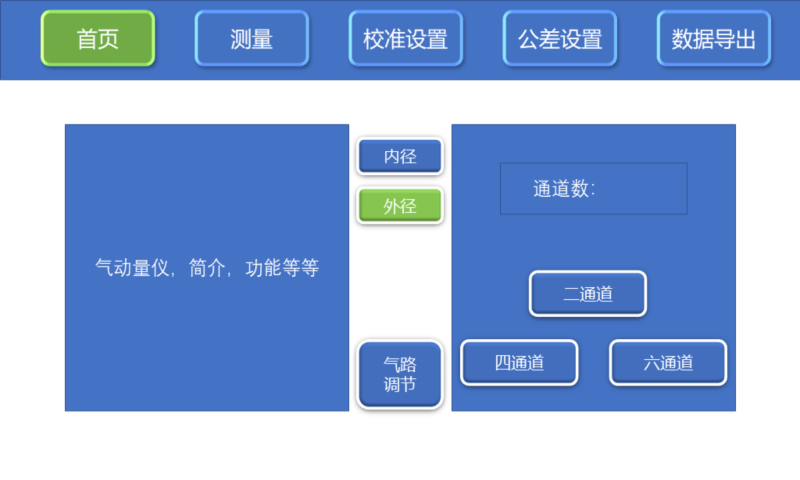 首页
测量
校准设置
公差设置
数据导出
气动量仪，简介，功能等等
内径
外径
气路
调节
通道数：
二通道
四通道
六通道